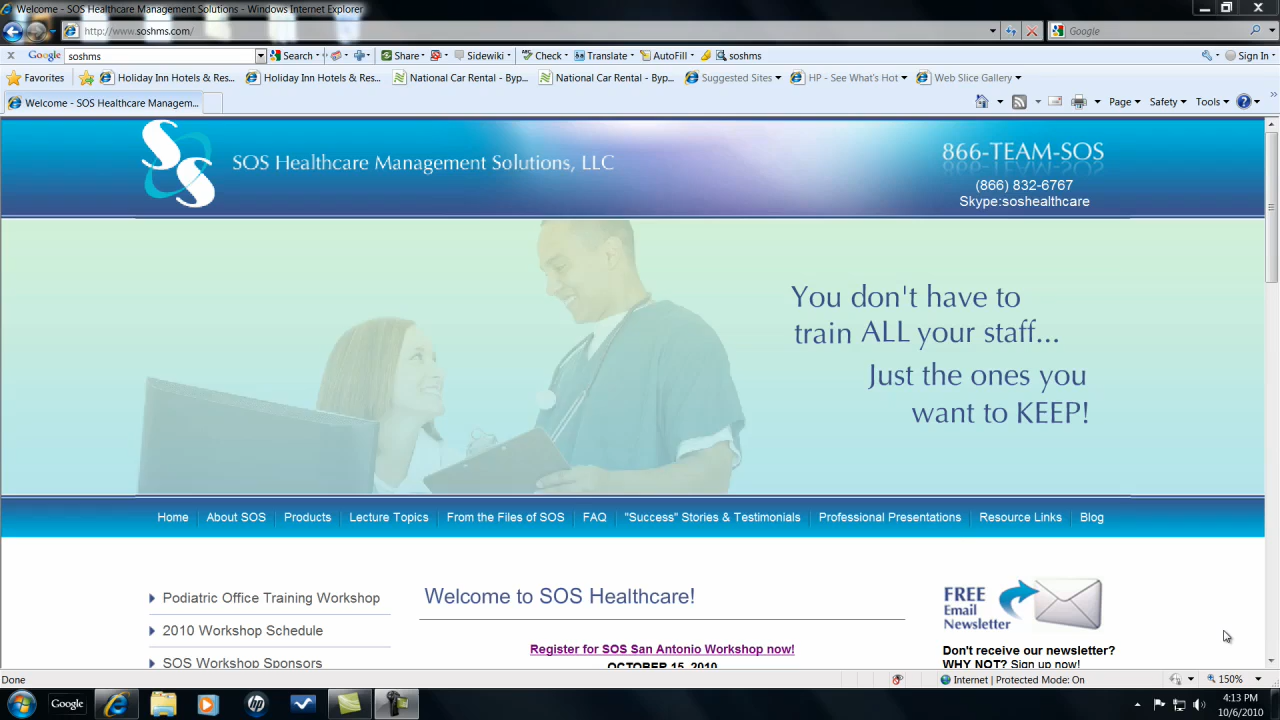 Welcome - SOS Healthcare Management Solutions - Windows Internet Explorer
http://www.soshms.com/
Google
Google
soshms
Search
Share
Sidewiki
Check
Translate
AutoFill
soshms
Sign In
Favorites
Holiday Inn Hotels & Res...
Holiday Inn Hotels & Res...
National Car Rental - Byp...
National Car Rental - Byp...
Suggested Sites
HP - See What's Hot
Web Slice Gallery
Welcome - SOS Healthcare Managem...
Page
Safety
Tools
SOS
SOS Healthcare Management Solutions, LLC
866-TEAM-SOS
(866) 832-6767
Skype:soshealthcare
You don't have to
train ALL your staff...
Just the ones you
want to KEEP!
Home
About SOS
Products
Lecture Topics
From the Files of SOS
FAQ
"Success" Stories & Testimonials
Professional Presentations
Resource Links
Blog
Podiatric Office Training Workshop
2010 Workshop Schedule
SOS Workshop Sponsors
Welcome to SOS Healthcare!
Register for SOS San Antonio Workshop now!
OCTOBER 15, 2010
FREE
Email
Newsletter
Don't receive our newsletter?
WHY NOT? Sign up now!
Done
Internet | Protected Mode: On
150%
Google
hp
4:13 PM
10/6/2010